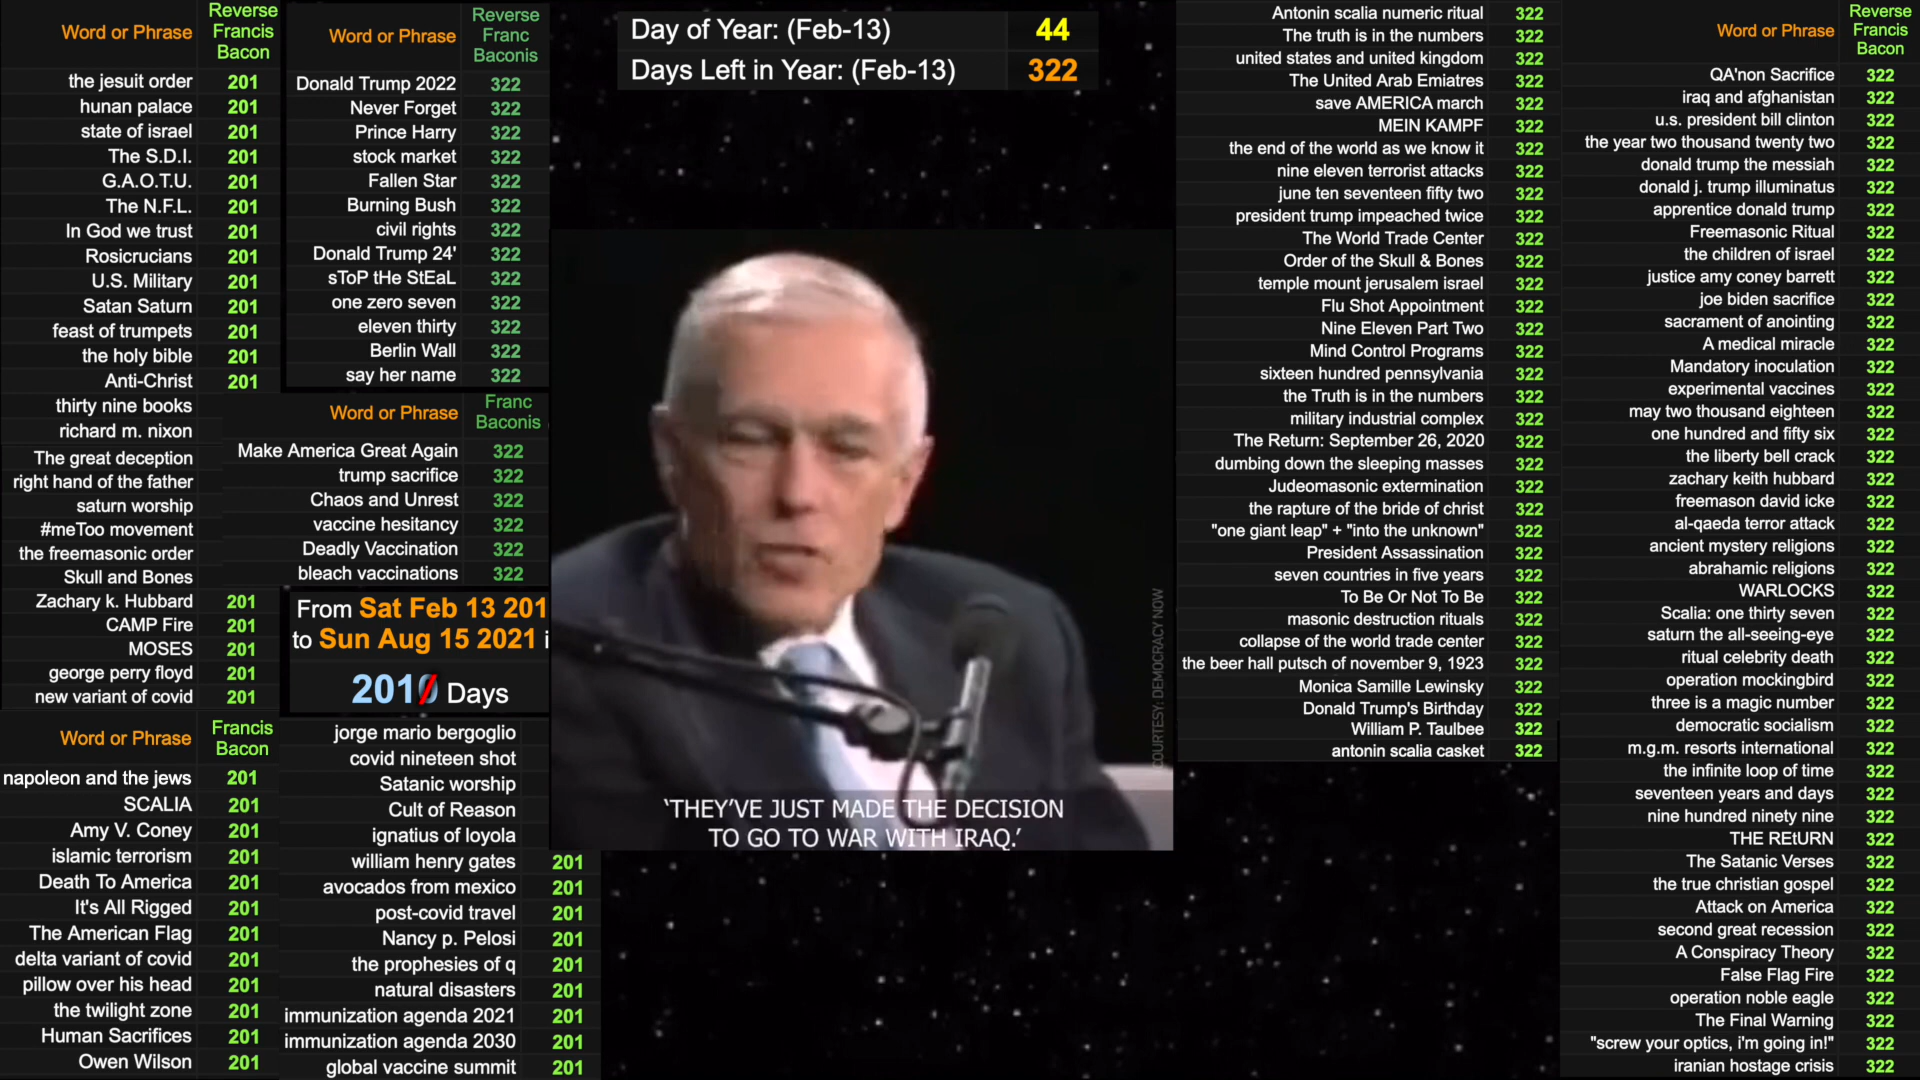 Word or Phrase
Reverse
Francis
Bacon
the jesuit order 201
hunan palace 201
state of israel 201
The S.D.I. 201
G.A.O.T.U. 201
The N.F.L. 201
In God we trust 201
Rosicrucians 201
U.S. Military 201
Satan Saturn 201
feast of trumpets 201
the holy bible 201
Anti-Christ 201
thirty nine books
richard m. nixon
The great deception
right hand of the father
saturn worship
#meToo movement
the freemasonic order
Skull and Bones
Zachary k. Hubbard 201
CAMP Fire 201
MOSES 201
george perry floyd 201
new variant of covid 201
Word or Phrase
Francis
Bacon
napoleon and the jews 201
SCALIA 201
Amy V. Coney 201
islamic terrorism 201
Death To America 201
It's All Rigged 201
The American Flag 201
delta variant of covid 201
pillow over his head 201
the twilight zone 201
Human Sacrifices 201
Owen Wilson 201
Word or Phrase
Reverse
Franc
Baconis
Donald Trump 2022 322
Never Forget 322
Prince Harry 322
stock market 322
Fallen Star 322
Burning Bush 322
civil rights 322
Donald Trump 24' 322
sToP tHe StEaL 322
one zero seven 322
eleven thirty 322
Berlin Wall 322
say her name 322
Word or Phrase
Franc
Baconis
Make America Great Again 322
trump sacrifice 322
Chaos and Unrest 322
vaccine hesitancy 322
Deadly Vaccination 322
bleach vaccinations 322
From Sat Feb 13 201
to Sun Aug 15 2021 i
2010 Days
jorge mario bergoglio
covid nineteen shot
Satanic worship
Cult of Reason
ignatius of loyola
william henry gates 201
avocados from mexico 201
post-covid travel 201
Nancy p. Pelosi 201
the prophesies of q 201
natural disasters 201
immunization agenda 2021 201
immunization agenda 2030 201
global vaccine summit 201
Day of Year: (Feb-13) 44
Days Left in Year: (Feb-13) 322
COURTESY: DEMOCRACY NOW
‘THEY’VE JUST MADE THE DECISION
TO GO TO WAR WITH IRAQ.’
Antonin scalia numeric ritual 322
The truth is in the numbers 322
united states and united kingdom 322
The United Arab Emiatres 322
save AMERICA march 322
MEIN KAMPF 322
the end of the world as we know it 322
nine eleven terrorist attacks 322
june ten seventeen fifty two 322
president trump impeached twice 322
The World Trade Center 322
Order of the Skull & Bones 322
temple mount jerusalem israel 322
Flu Shot Appointment 322
Nine Eleven Part Two 322
Mind Control Programs 322
sixteen hundred pennsylvania 322
the Truth is in the numbers 322
military industrial complex 322
The Return: September 26, 2020 322
dumbing down the sleeping masses 322
Judeomasonic extermination 322
the rapture of the bride of christ 322
"one giant leap" + "into the unknown" 322
President Assassination 322
seven countries in five years 322
To Be Or Not To Be 322
masonic destruction rituals 322
collapse of the world trade center 322
the beer hall putsch of november 9, 1923 322
Monica Samille Lewinsky 322
Donald Trump's Birthday 322
William P. Taulbee 322
antonin scalia casket 322
Word or Phrase
Reverse
Francis
Bacon
QA'non Sacrifice 322
iraq and afghanistan 322
u.s. president bill clinton 322
the year two thousand twenty two 322
donald trump the messiah 322
donald j. trump illuminatus 322
apprentice donald trump 322
Freemasonic Ritual 322
the children of israel 322
justice amy coney barrett 322
joe biden sacrifice 322
sacrament of anointing 322
A medical miracle 322
Mandatory inoculation 322
experimental vaccines 322
may two thousand eighteen 322
one hundred and fifty six 322
the liberty bell crack 322
zachary keith hubbard 322
freemason david icke 322
al-qaeda terror attack 322
ancient mystery religions 322
abrahamic religions 322
WARLOCKS 322
Scalia: one thirty seven 322
saturn the all-seeing-eye 322
ritual celebrity death 322
operation mockingbird 322
three is a magic number 322
democratic socialism 322
m.g.m. resorts international 322
the infinite loop of time 322
seventeen years and days 322
nine hundred ninety nine 322
THE REtURN 322
The Satanic Verses 322
the true christian gospel 322
Attack on America 322
second great recession 322
A Conspiracy Theory 322
False Flag Fire 322
operation noble eagle 322
The Final Warning 322
"screw your optics, i'm going in!" 322
iranian hostage crisis 322